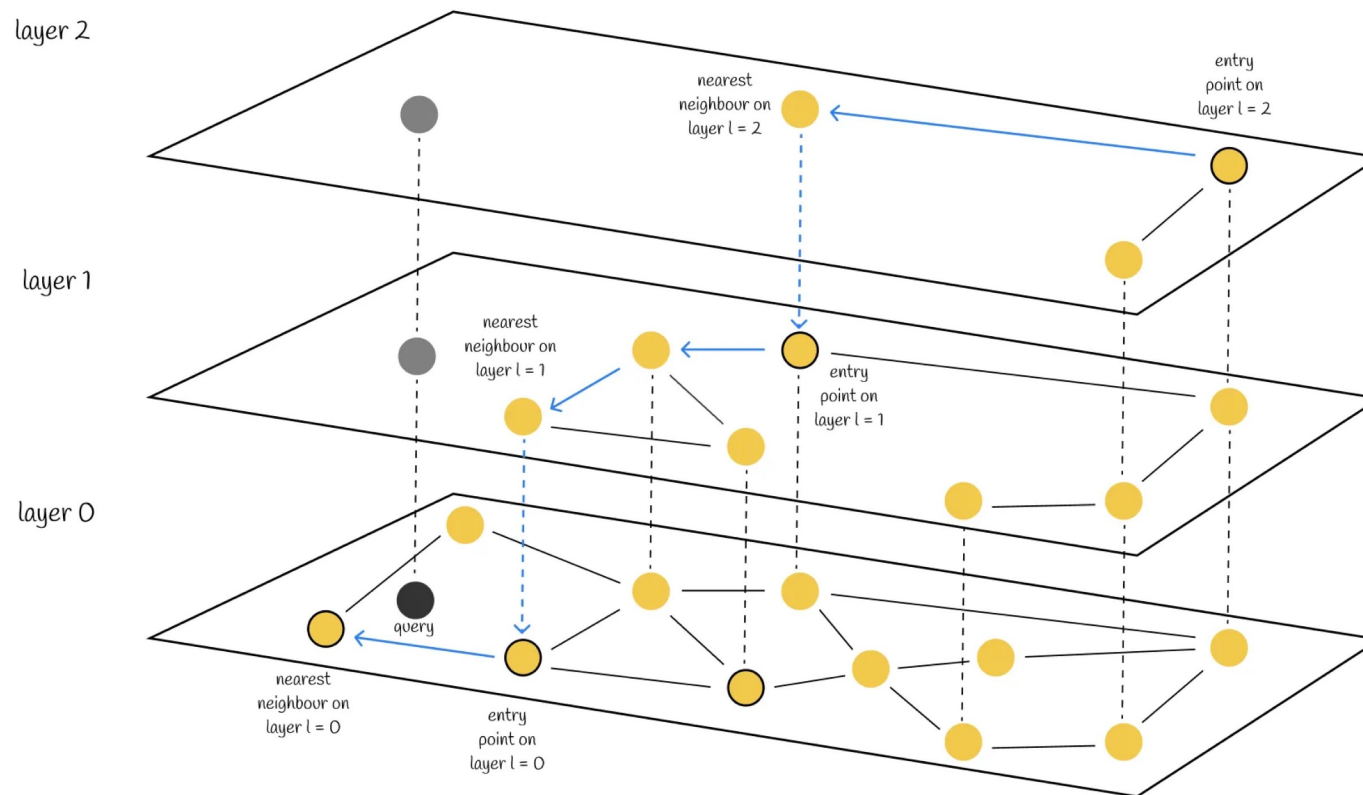 layer 2
entry
point on
layer l = 2
nearest
neighbour on
layer l = 2
layer 1
nearest
neighbour on
layer l = 1
entry
point on
layer l = 1
layer 0
query
nearest
neighbour on
layer l = 0
entry
point on
layer l = 0